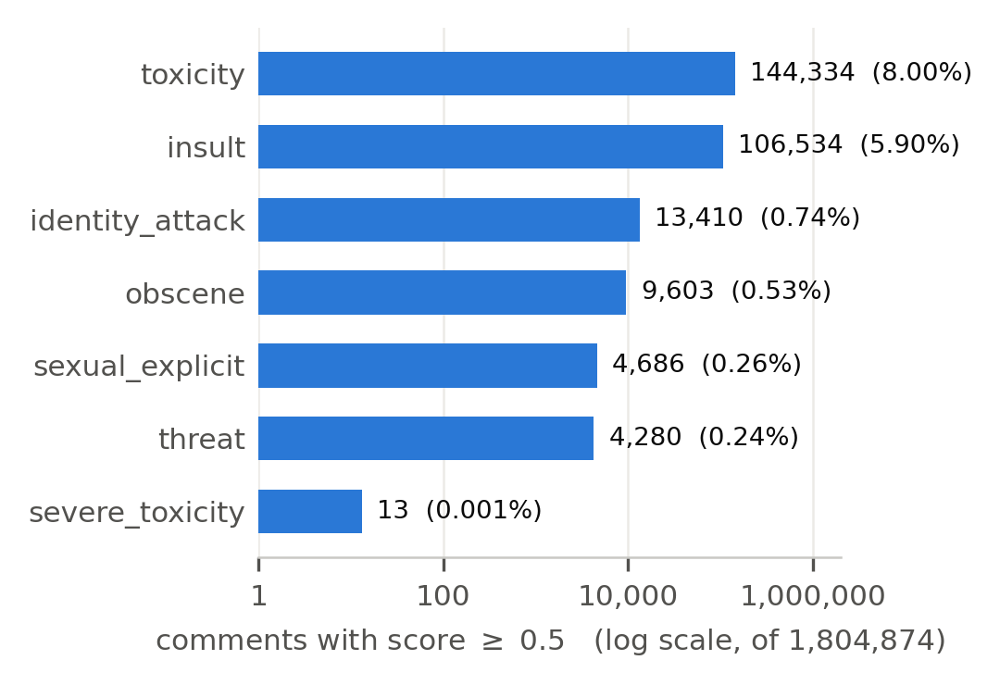 toxicity 144,334 (8.00%)
insult 106,534 (5.90%)
identity_attack 13,410 (0.74%)
obscene 9,603 (0.53%)
sexual_explicit 4,686 (0.26%)
threat 4,280 (0.24%)
severe_toxicity 13 (0.001%)
1 100 10,000 1,000,000
comments with score ≥ 0.5 (log scale, of 1,804,874)